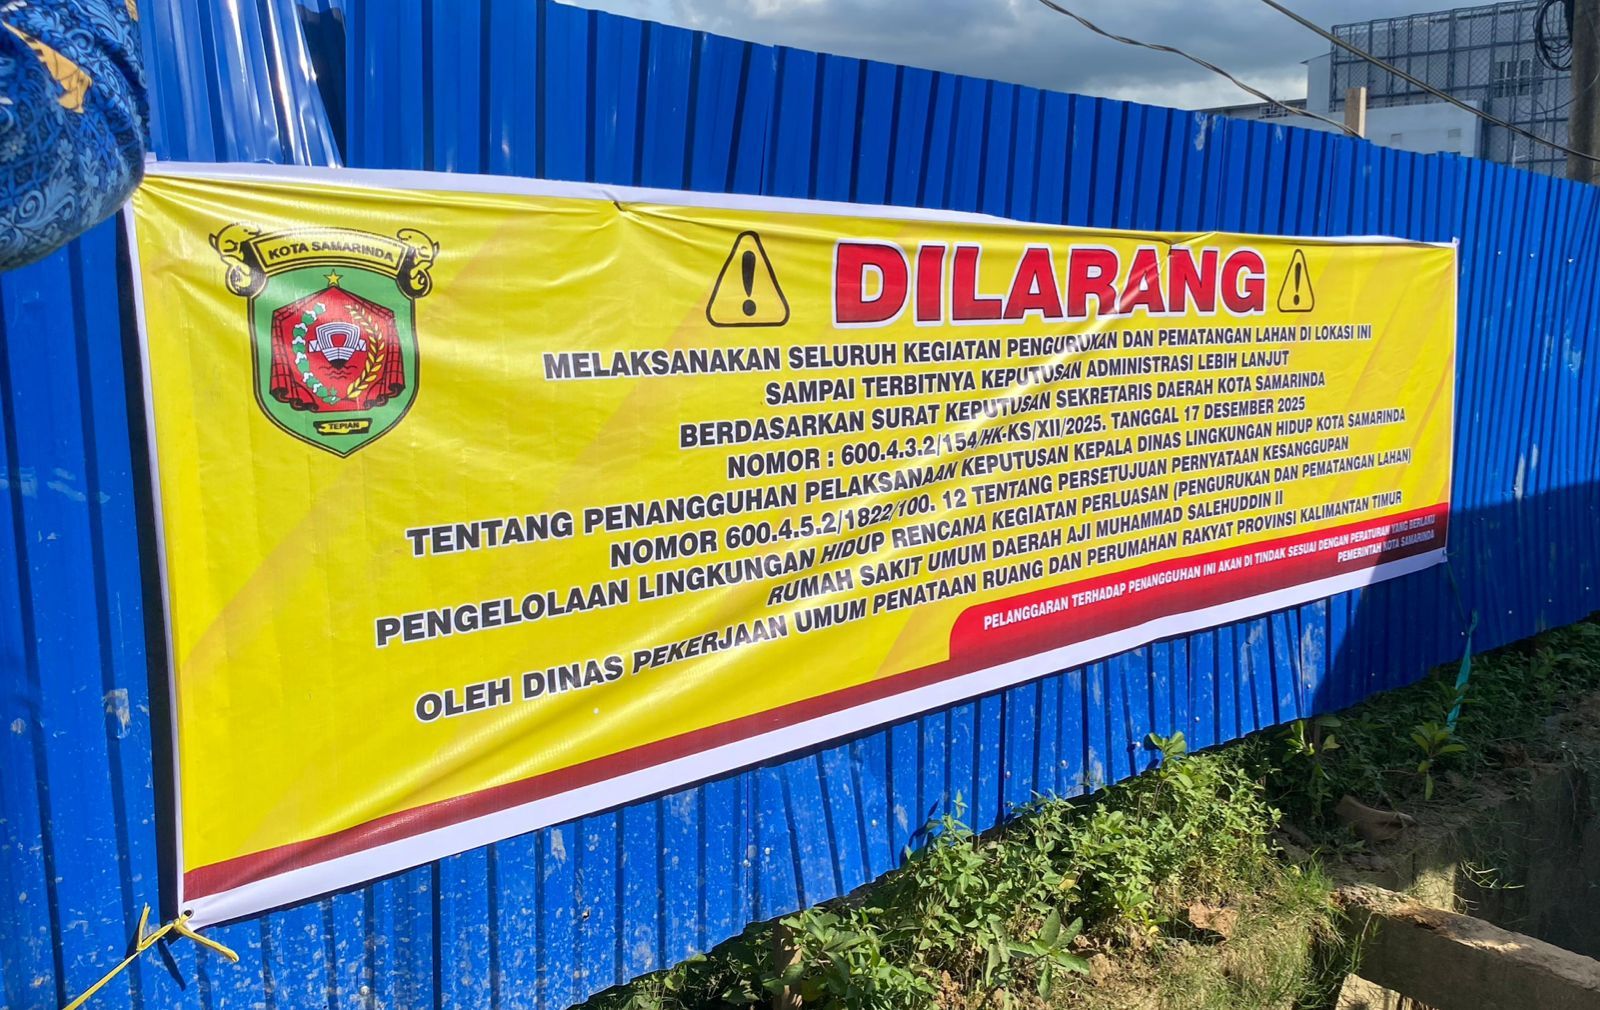 KOTA SAMARINDA
TEPIAN
DILARANG
MELAKSANAKAN SELURUH KEGIATAN PENGURUKAN DAN PEMATANGAN LAHAN DI LOKASI INI
SAMPAI TERBITNYA KEPUTUSAN ADMINISTRASI LEBIH LANJUT
BERDASARKAN SURAT KEPUTUSAN SEKRETARIS DAERAH KOTA SAMARINDA
NOMOR : 600.4.3.2/154/HK-KS/XII/2025. TANGGAL 17 DESEMBER 2025
TENTANG PENANGGUHAN PELAKSANAAN KEPUTUSAN KEPALA DINAS LINGKUNGAN HIDUP KOTA SAMARINDA
NOMOR 600.4.5.2/1822/100. 12 TENTANG PERSETUJUAN PERNYATAAN KESANGGUPAN
PENGELOLAAN LINGKUNGAN HIDUP RENCANA KEGIATAN PERLUASAN (PENGURUKAN DAN PEMATANGAN LAHAN)
RUMAH SAKIT UMUM DAERAH AJI MUHAMMAD SALEHUDDIN II
OLEH DINAS PEKERJAAN UMUM PENATAAN RUANG DAN PERUMAHAN RAKYAT PROVINSI KALIMANTAN TIMUR
PELANGGARAN TERHADAP PENANGGUHAN INI AKAN DI TINDAK SESUAI DENGAN PERATURAN YANG BERLAKU
PEMERINTAH KOTA SAMARINDA